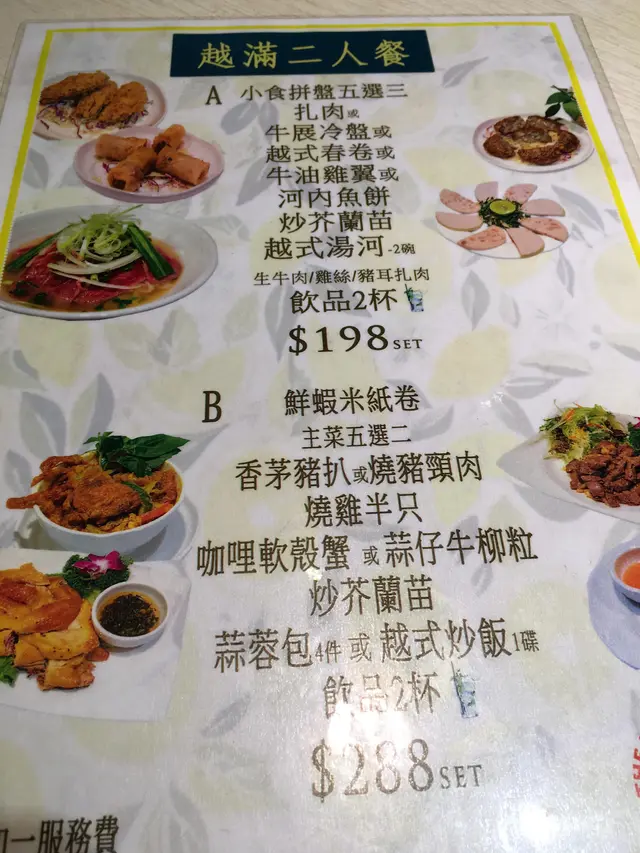 越滿二人餐
A 小食拼盤五選三
扎肉或
牛展冷盤或
越式春卷或
牛油雞翼或
河內魚餅
炒芥蘭苗
越式湯河-2碗
生牛肉/雞絲/豬耳扎肉
飲品2杯
$198 SET
B 鮮蝦米紙卷
主菜五選二
香茅豬扒或燒豬頸肉
燒雞半只
咖哩軟殼蟹 或 蒜仔牛柳粒
炒芥蘭苗
蒜蓉包4件 或 越式炒飯1碟
飲品2杯
$288 SET
加一服務費